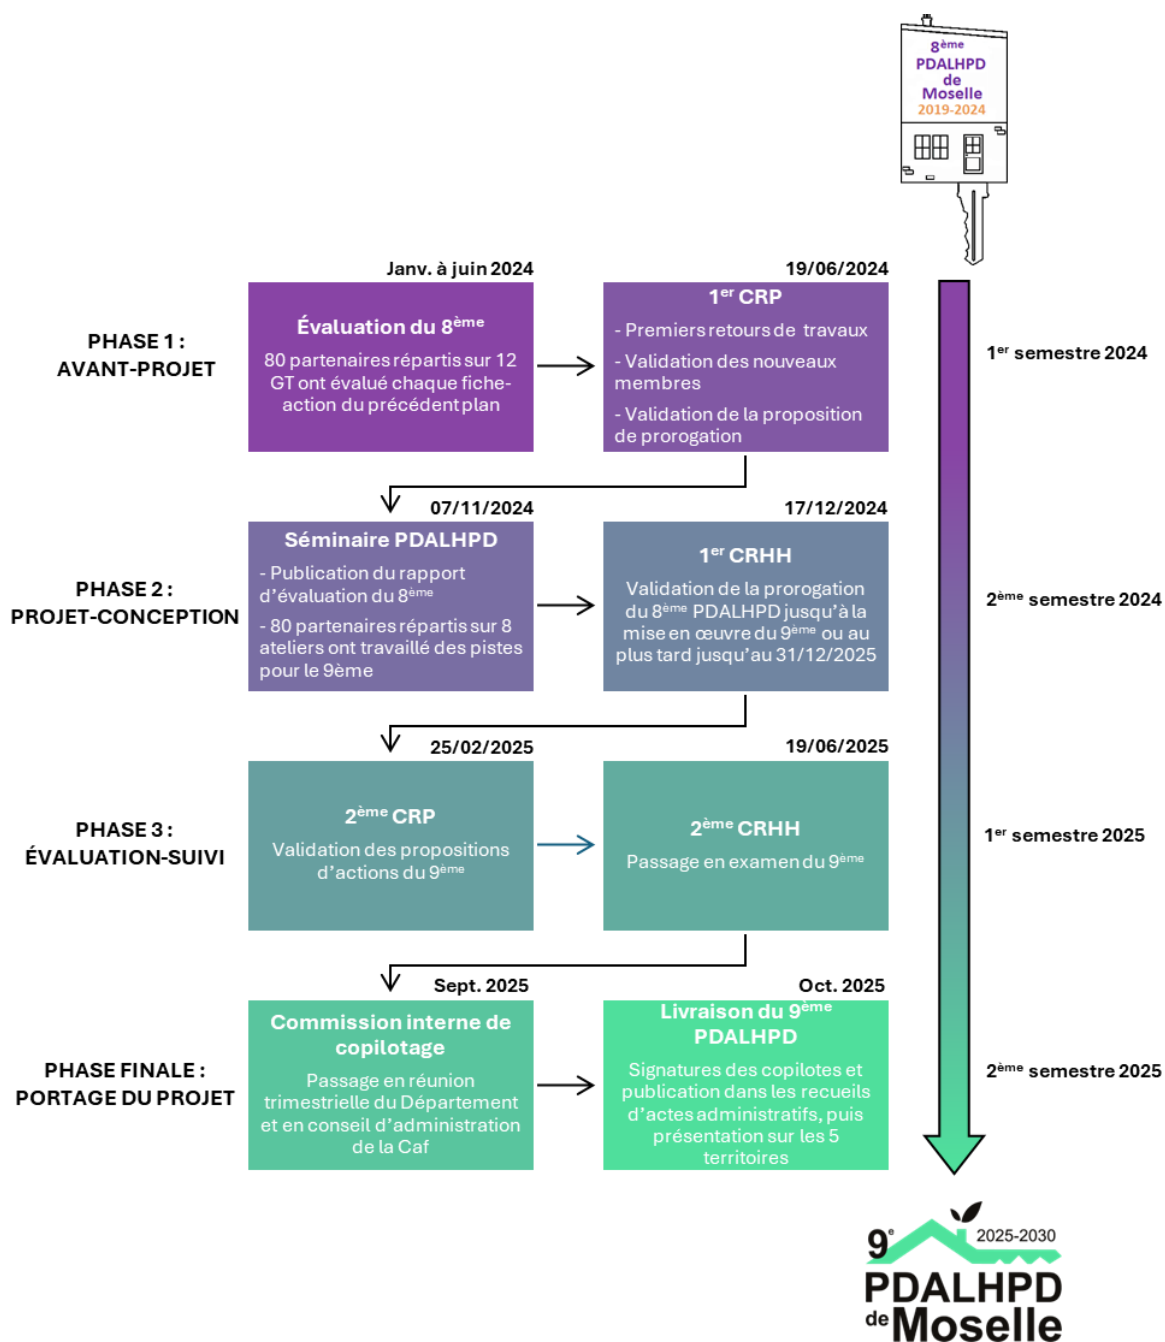 8ème
PDALHPD
de
Moselle
2019-2024
Janv. à juin 2024
19/06/2024
PHASE 1 :
AVANT-PROJET
Évaluation du 8ème
80 partenaires répartis sur 12
GT ont évalué chaque fiche-
action du précédent plan
1er CRP
- Premiers retours de travaux
- Validation des nouveaux
membres
- Validation de la proposition
de prorogation
1er semestre 2024
07/11/2024
17/12/2024
PHASE 2 :
PROJET-CONCEPTION
Séminaire PDALHPD
- Publication du rapport
d’évaluation du 8ème
- 80 partenaires répartis sur 8
ateliers ont travaillé des pistes
pour le 9ème
1er CRHH
Validation de la prorogation
du 8ème PDALHPD jusqu’à la
mise en œuvre du 9ème ou au
plus tard jusqu’au 31/12/2025
2ème semestre 2024
25/02/2025
19/06/2025
PHASE 3 :
ÉVALUATION-SUIVI
2ème CRP
Validation des propositions
d’actions du 9ème
2ème CRHH
Passage en examen du 9ème
1er semestre 2025
Sept. 2025
Oct. 2025
PHASE FINALE :
PORTAGE DU PROJET
Commission interne de
copilotage
Passage en réunion
trimestrielle du Département
et en conseil d’administration
de la Caf
Livraison du 9ème
PDALHPD
Signatures des copilotes et
publication dans les recueils
d’actes administratifs, puis
présentation sur les 5
territoires
2ème semestre 2025
9e 2025-2030
PDALHPD
de Moselle